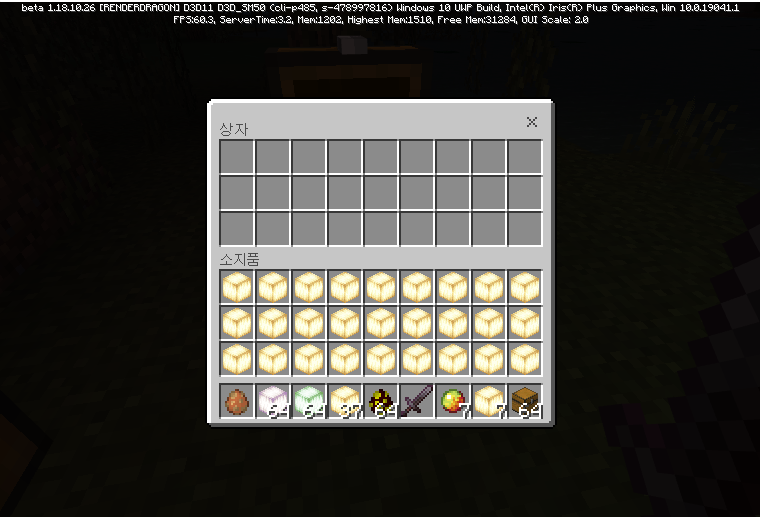 beta 1.18.10.26 [RENDERDRAGON] D3D11 D3D_SM50 (cli-p485, s-478997816) Windows 10 UWP Build, Intel(R) Iris(R) Plus Graphics, Win 10.0.19041.1
FPS:60.3, ServerTime:3.2, Mem:1202, Highest Mem:1510, Free Mem:31284, GUI Scale: 2.0
상자
소지품
64 64 37 64 7 7 64